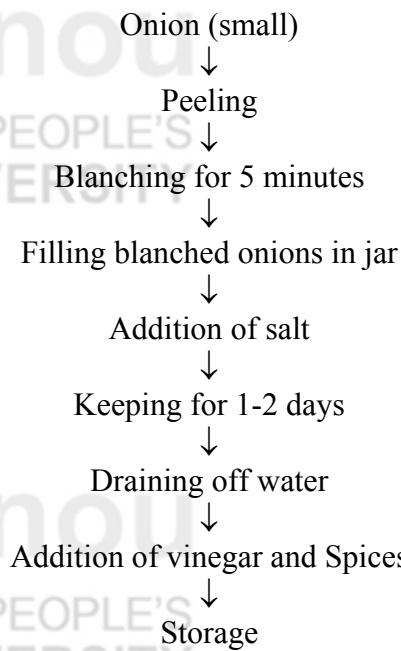 Onion (small)
↓
Peeling
↓
Blanching for 5 minutes
↓
Filling blanched onions in jar
↓
Addition of salt
↓
Keeping for 1-2 days
↓
Draining off water
↓
Addition of vinegar and Spices
↓
Storage